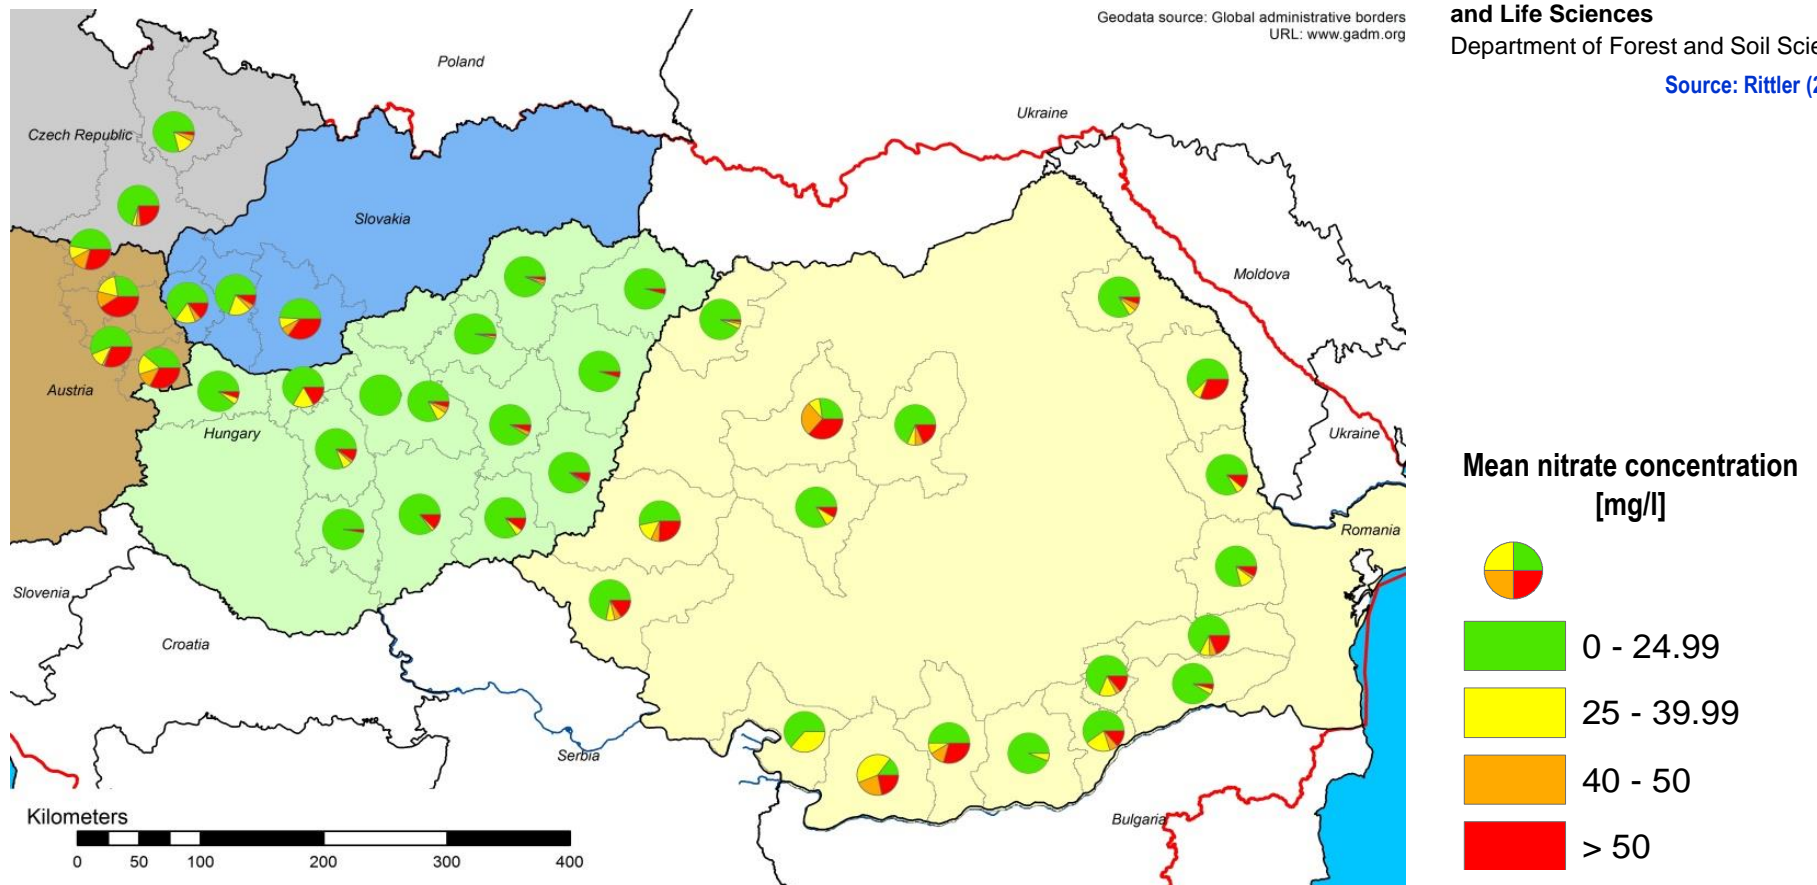 Geodata source: Global administrative borders
URL: www.gadm.org
and Life Sciences
Department of Forest and Soil
Source: Rittler
Poland
Ukraine
Czech Republic
Slovakia
Moldova
Austria
Hungary
Ukraine
Romania
Slovenia
Croatia
Serbia
Bulgaria
Kilometers
0 50 100 200 300 400
Mean nitrate concentration
[mg/l]
0 - 24.99
25 - 39.99
40 - 50
> 50